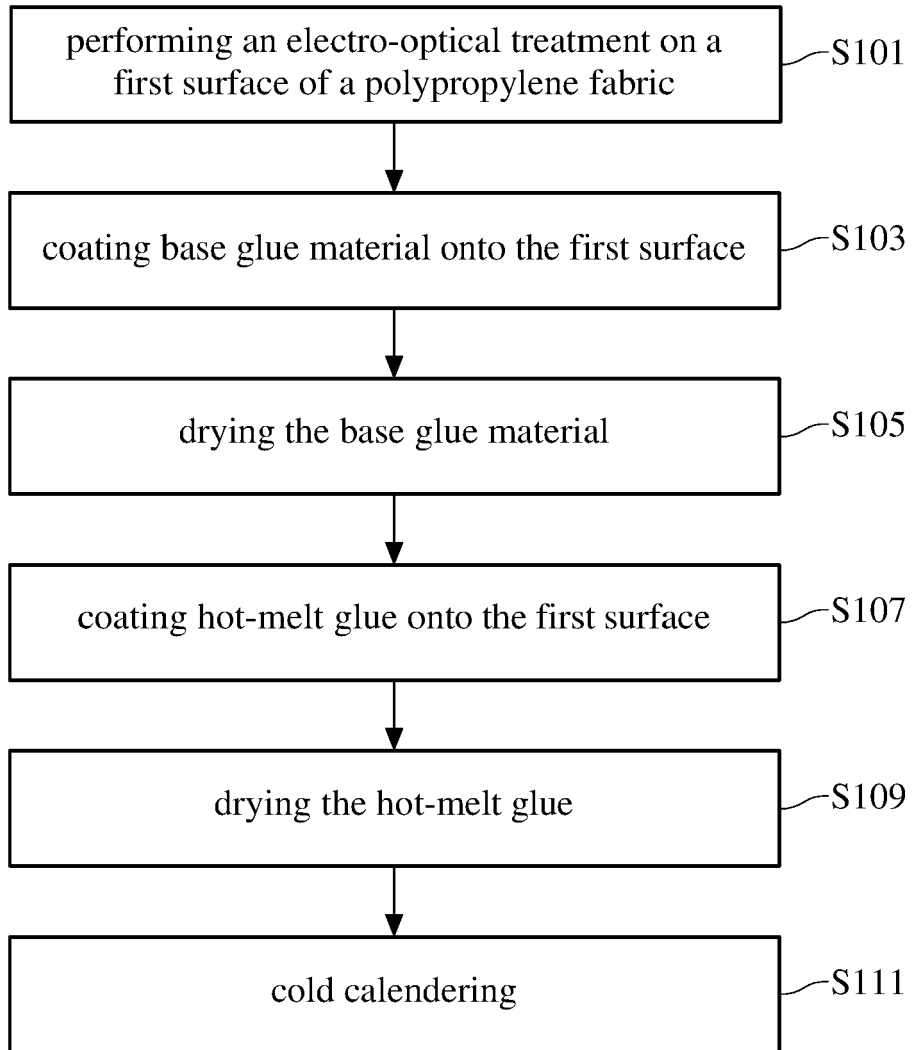 performing an electro-optical treatment on a
first surface of a polypropylene fabric
S101
coating base glue material onto the first surface
S103
drying the base glue material
S105
coating hot-melt glue onto the first surface
S107
drying the hot-melt glue
S109
cold calendering
S111